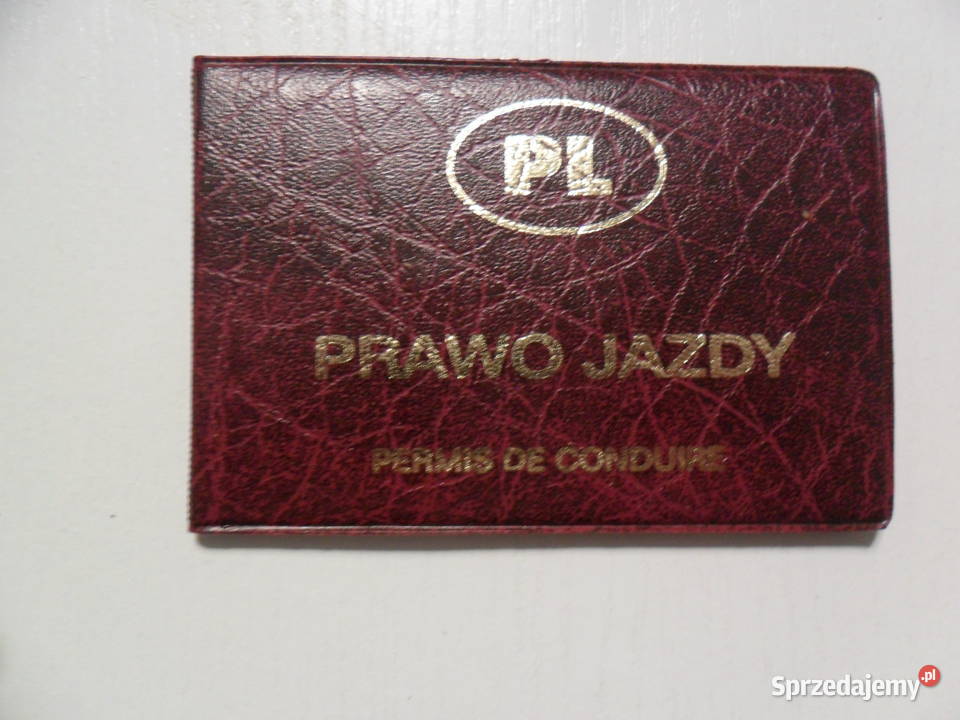 PL
PRAWO JAZDY
PERMIS DE CONDUIRE
Sprzedajemy.pl